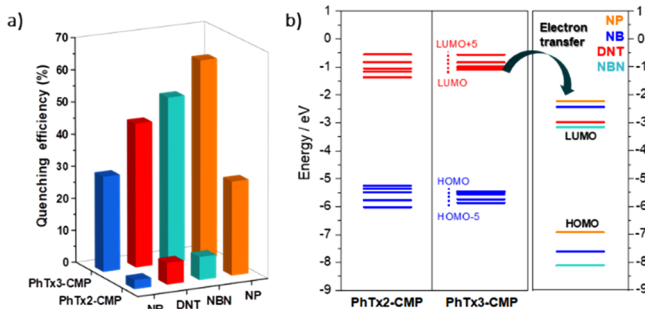 a)
70
60
50
40
30
20
10
0
Quenching efficiency (%)
PhTx3-CMP
PhTx2-CMP
NB
DNT
NBN
NP
b)
1
0
-1
-2
-3
-4
-5
-6
-7
-8
-9
Energy / eV
LUMO+5
LUMO
HOMO
HOMO-5
PhTx2-CMP
PhTx3-CMP
Electron
transfer
NP
NB
DNT
NBN
LUMO
HOMO
1
0
-1
-2
-3
-4
-5
-6
-7
-8
-9